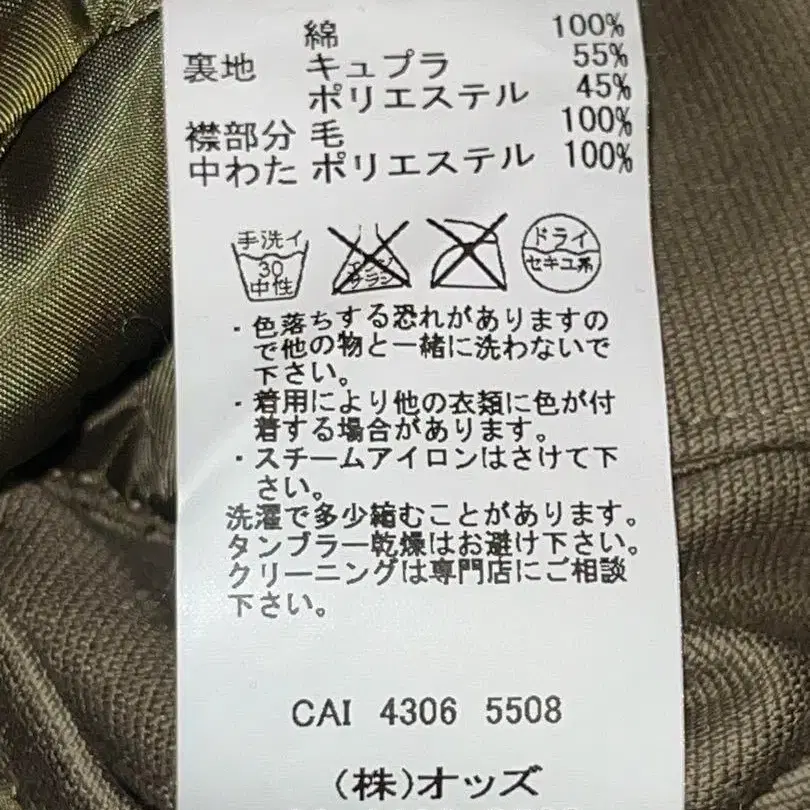 綿 100%
裏地 キュプラ 55%
ポリエステル 45%
襟部分 毛 100%
中わた ポリエステル 100%
手洗イ
30
中性
エンソ
サラシ
ドライ
セキユ系
・色落ちする恐れがありますの
で他の物と一緒に洗わないで
下さい。
・着用により他の衣類に色が付
着する場合があります。
・スチームアイロンはさけて下
さい。
洗濯で多少縮むことがあります。
タンブラー乾燥はお避け下さい。
クリーニングは専門店にご相談
下さい。
CAI 4306 5508
(株)オッズ